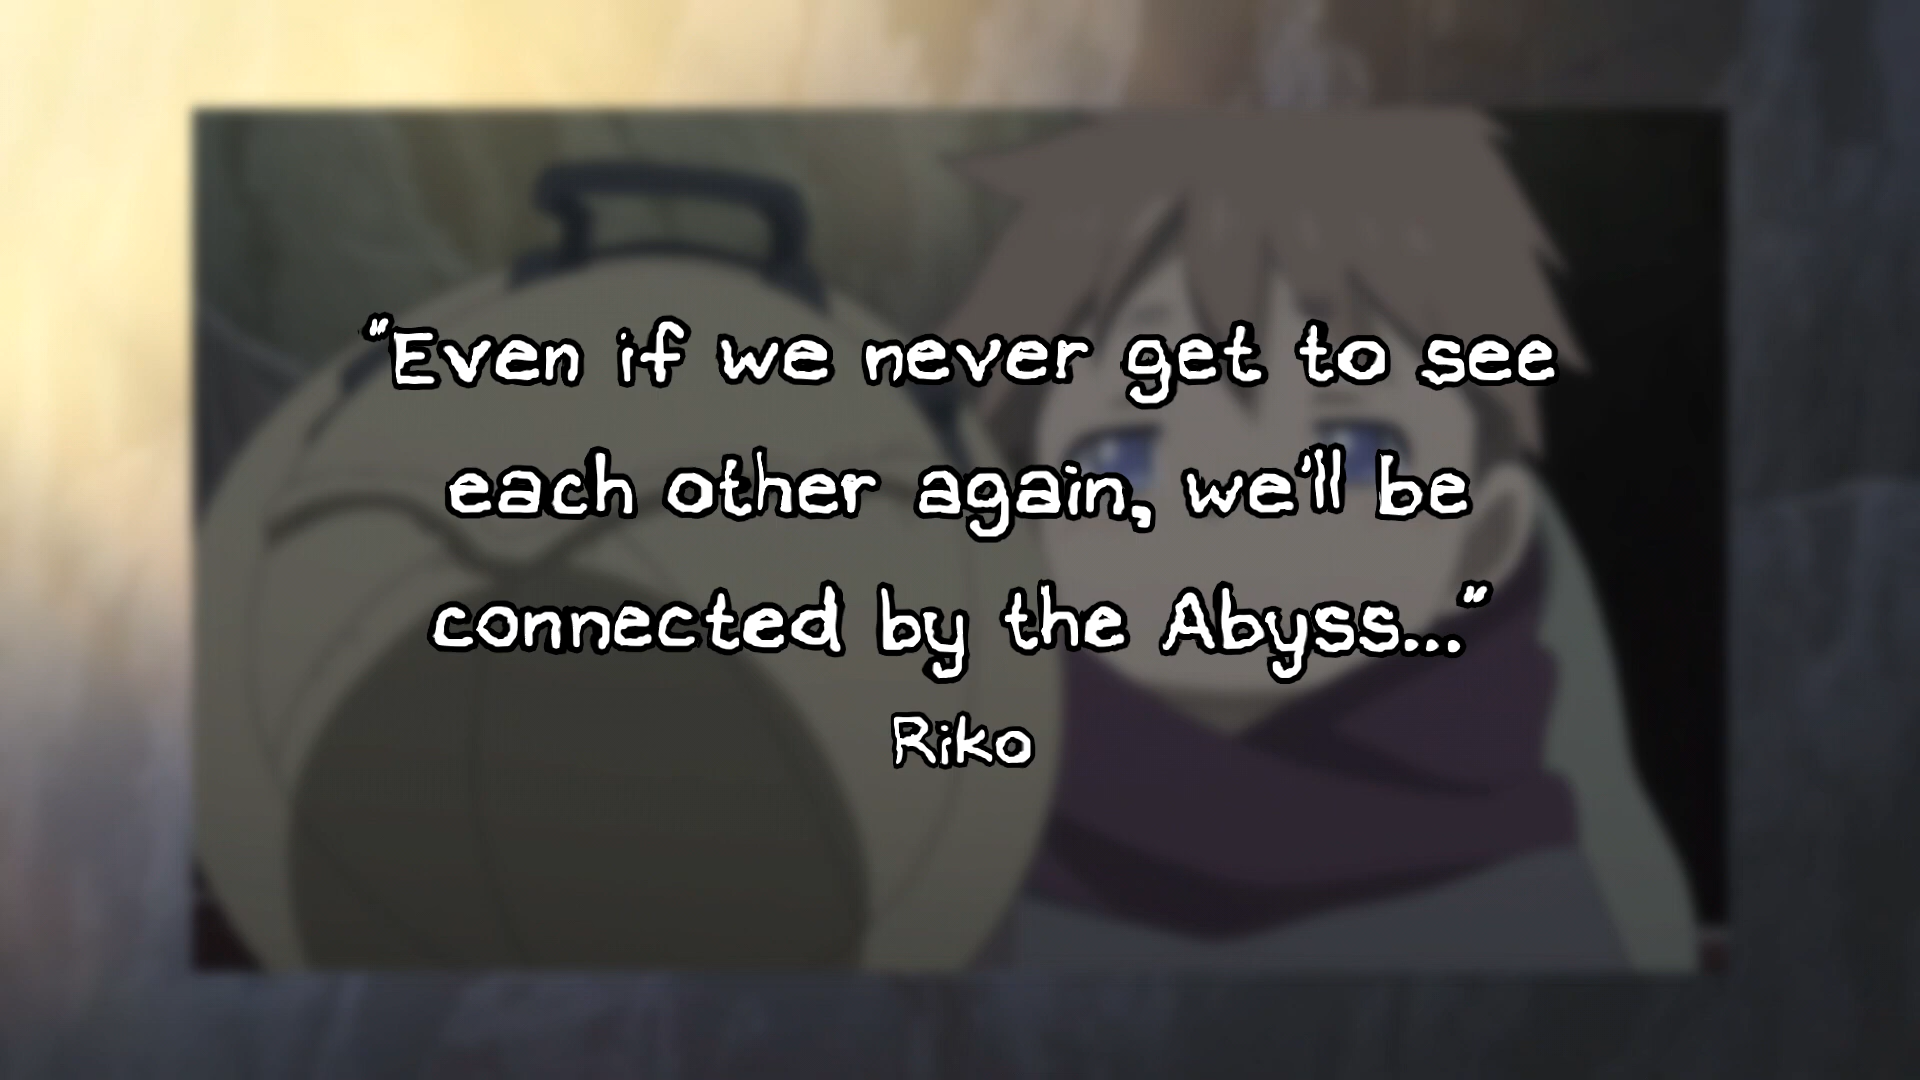 "Even if we never get to see
each other again, we'll be
connected by the Abyss..."
Riko